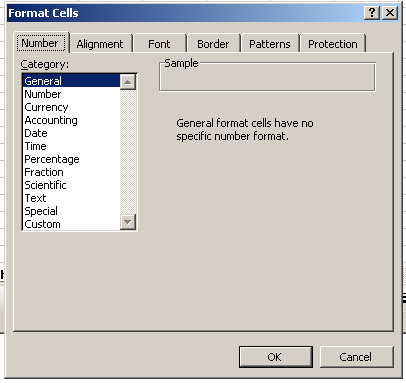 Format Cells
Number Alignment Font Border Patterns Protection
Category:
General
Number
Currency
Accounting
Date
Time
Percentage
Fraction
Scientific
Text
Special
Custom
Sample
General format cells have no
specific number format.
OK Cancel